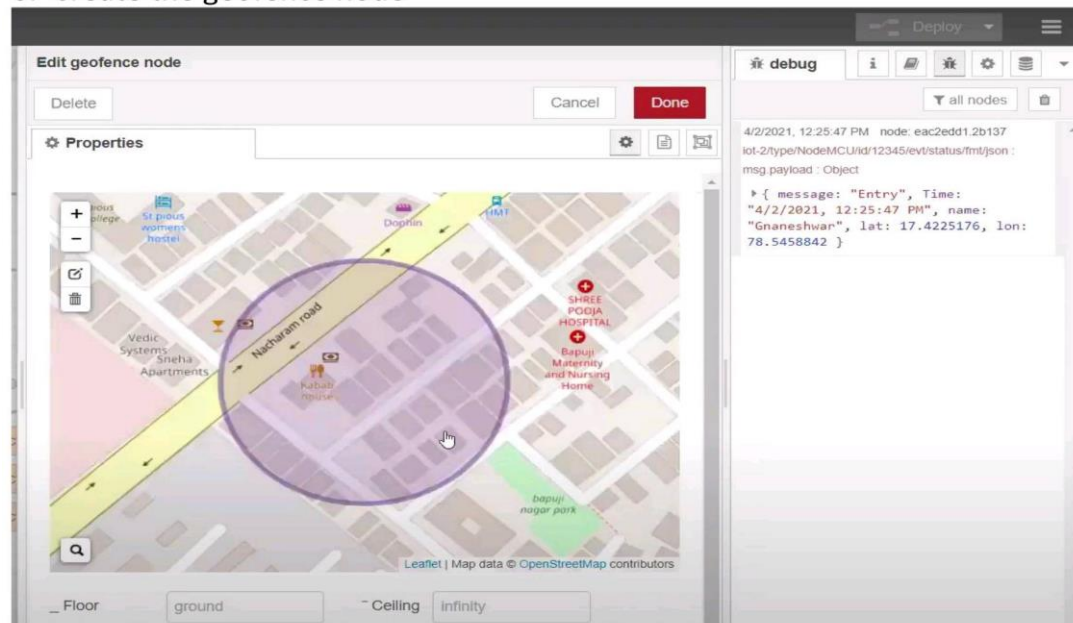 Deploy
Edit geofence node
debug
i
Delete
Cancel
Done
all nodes
Properties
4/2/2021, 12:25:47 PM node: eac2edd1.2b137
iot-2/type/NodeMCU/id/12345/evt/status/fmt/json :
msg.payload : Object
{ message: "Entry", Time:
"4/2/2021, 12:25:47 PM", name:
"Gnaneshwar", lat: 17.4225176, lon:
78.5458842 }
+
−
St pious
womens
hostel
Dophin
HMT
SHREE
POOJA
HOSPITAL
Nacharam road
Bapuji
Maternity
and Nursing
Home
Vedic
Systems
Sneha
Apartments
Kabab
house
bapuji
nagar park
Leaflet | Map data © OpenStreetMap contributors
_ Floor
ground
‾ Ceiling
infinity